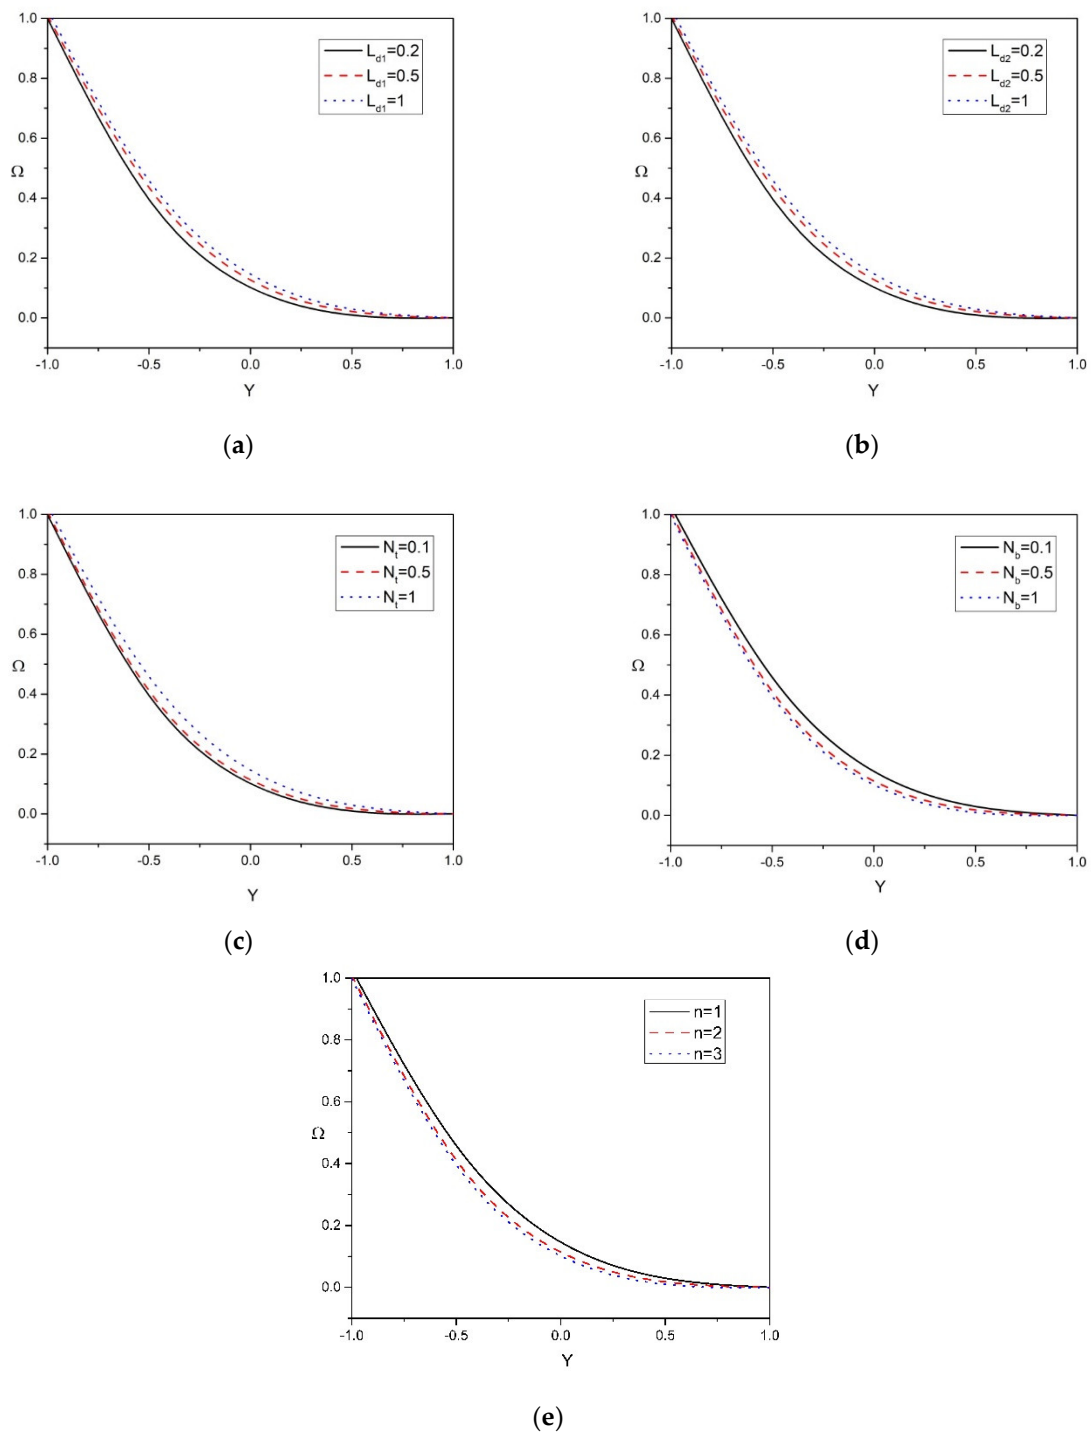 1.0
0.8
0.6
Ω
0.4
0.2
0.0
-1.0 -0.5 0.0 0.5 1.0
Y
L_d1=0.2
L_d1=0.5
L_d1=1
(a)
1.0
0.8
0.6
Ω
0.4
0.2
0.0
-1.0 -0.5 0.0 0.5 1.0
Y
L_d2=0.2
L_d2=0.5
L_d2=1
(b)
1.0
0.8
0.6
Ω
0.4
0.2
0.0
-1.0 -0.5 0.0 0.5 1.0
Y
N_t=0.1
N_t=0.5
N_t=1
(c)
1.0
0.8
0.6
Ω
0.4
0.2
0.0
-1.0 -0.5 0.0 0.5 1.0
Y
N_b=0.1
N_b=0.5
N_b=1
(d)
1.0
0.8
0.6
Ω
0.4
0.2
0.0
-1.0 -0.5 0.0 0.5 1.0
Y
n=1
n=2
n=3
(e)